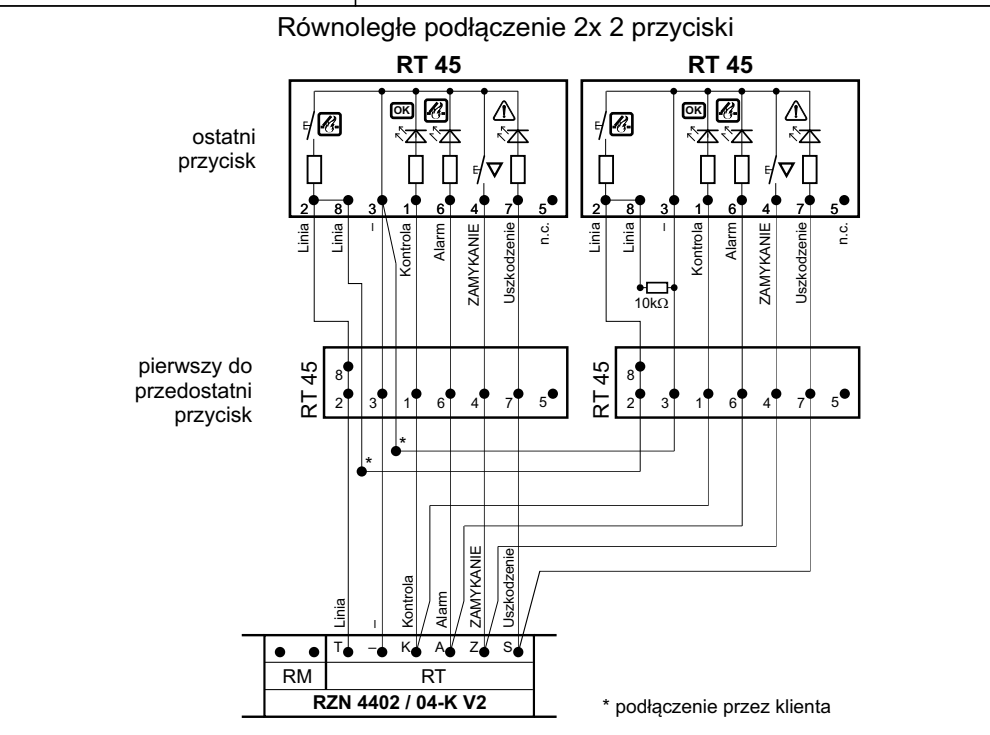 Równoległe podłączenie 2x 2 przyciski
RT 45
RT 45
ostatni
przycisk
E
OK
E
E
OK
E
2 8 3 1 6 4 7 5
2 8 3 1 6 4 7 5
Linia
Linia
–
Kontrola
Alarm
ZAMYKANIE
Uszkodzenie
n.c.
Linia
Linia
–
Kontrola
Alarm
ZAMYKANIE
Uszkodzenie
n.c.
10kΩ
pierwszy do
przedostatni
przycisk
RT 45
8
2 3 1 6 4 7 5
RT 45
8
2 3 1 6 4 7 5
*
*
Linia
–
Kontrola
Alarm
ZAMYKANIE
Uszkodzenie
T – K A Z S
RM RT
RZN 4402 / 04-K V2
* podłączenie przez klienta